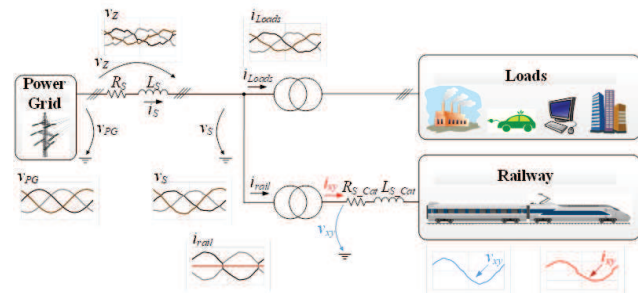 v_Z
i_Loads
v_Z
R_S
L_S
i_Loads
Loads
Power
Grid
i_S
v_PG
v_S
Railway
v_PG
v_S
i_rail
i_xy
R_S_Cat
L_S_Cat
v_xy
i_rail
v_xy
i_xy